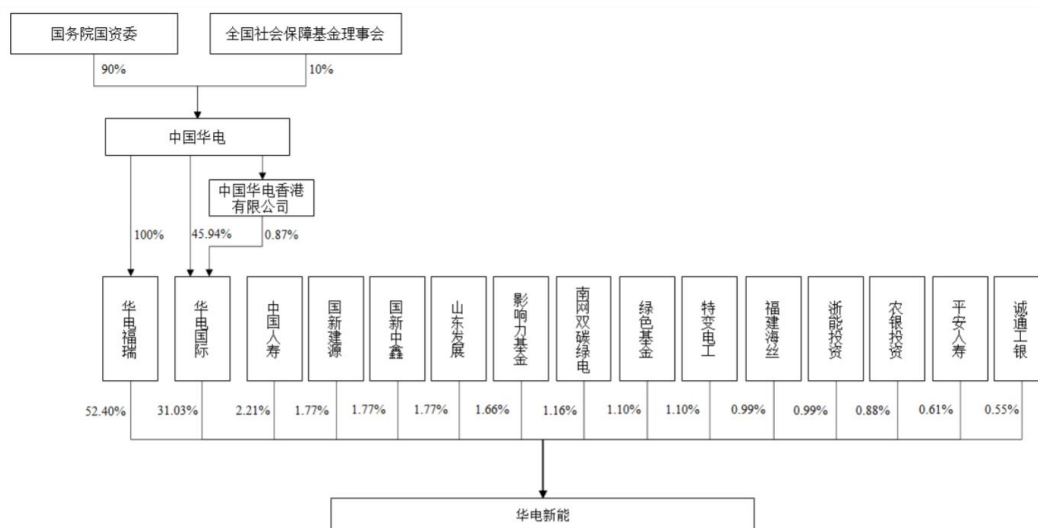 国务院国资委
全国社会保障基金理事会
90%
10%
中国华电
中国华电香港
有限公司
100%
45.94%
0.87%
华电福瑞
华电国际
中国人寿
国新建源
国新中鑫
山东发展
影响力基金
南网双碳绿电
绿色基金
特变电工
福建海丝
浙能投资
农银投资
平安人寿
诚通工银
52.40%
31.03%
2.21%
1.77%
1.77%
1.77%
1.66%
1.16%
1.10%
1.10%
0.99%
0.99%
0.88%
0.61%
0.55%
华电新能